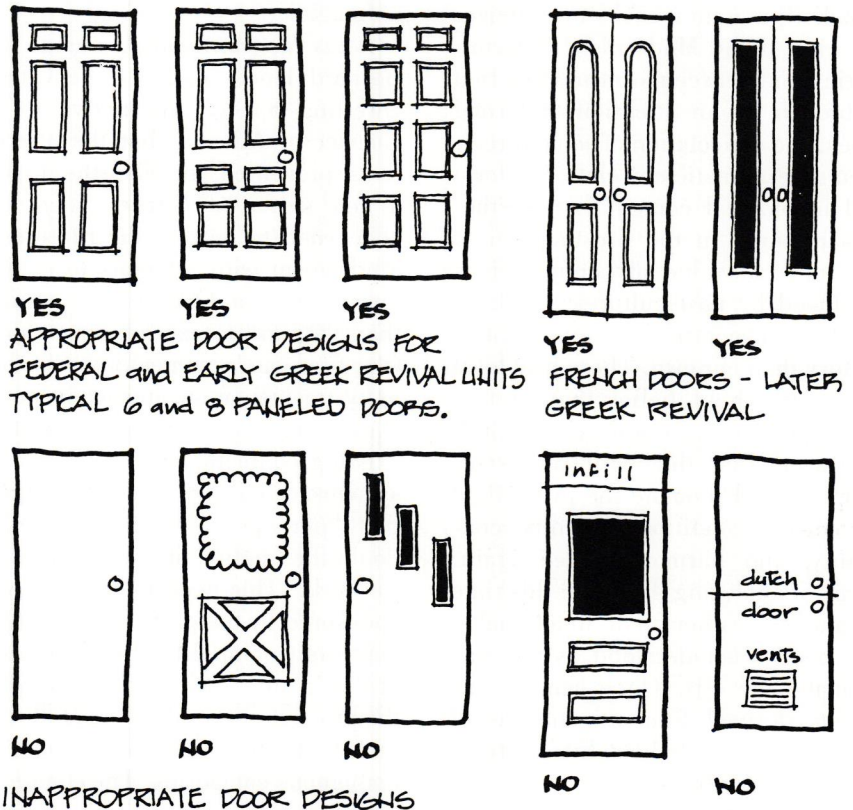 YES
YES
YES
APPROPRIATE DOOR DESIGNS FOR
FEDERAL and EARLY GREEK REVIVAL UNITS
TYPICAL 6 and 8 PANELED DOORS.
YES
YES
FRENCH DOORS - LATER
GREEK REVIVAL
NO
NO
NO
INAPPROPRIATE DOOR DESIGNS
infill
dutch
door
vents
NO
NO